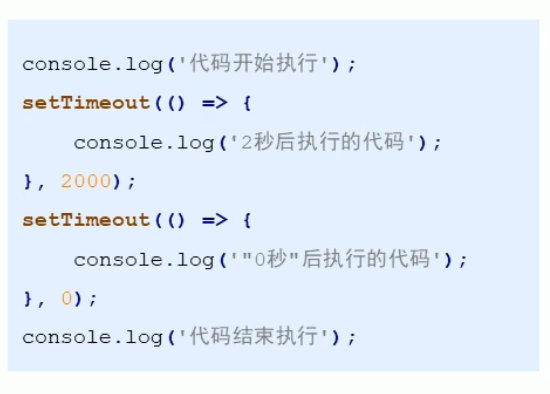 console.log('代码开始执行');
setTimeout(() => {
    console.log('2秒后执行的代码');
}, 2000);
setTimeout(() => {
    console.log('"0秒"后执行的代码');
}, 0);
console.log('代码结束执行');